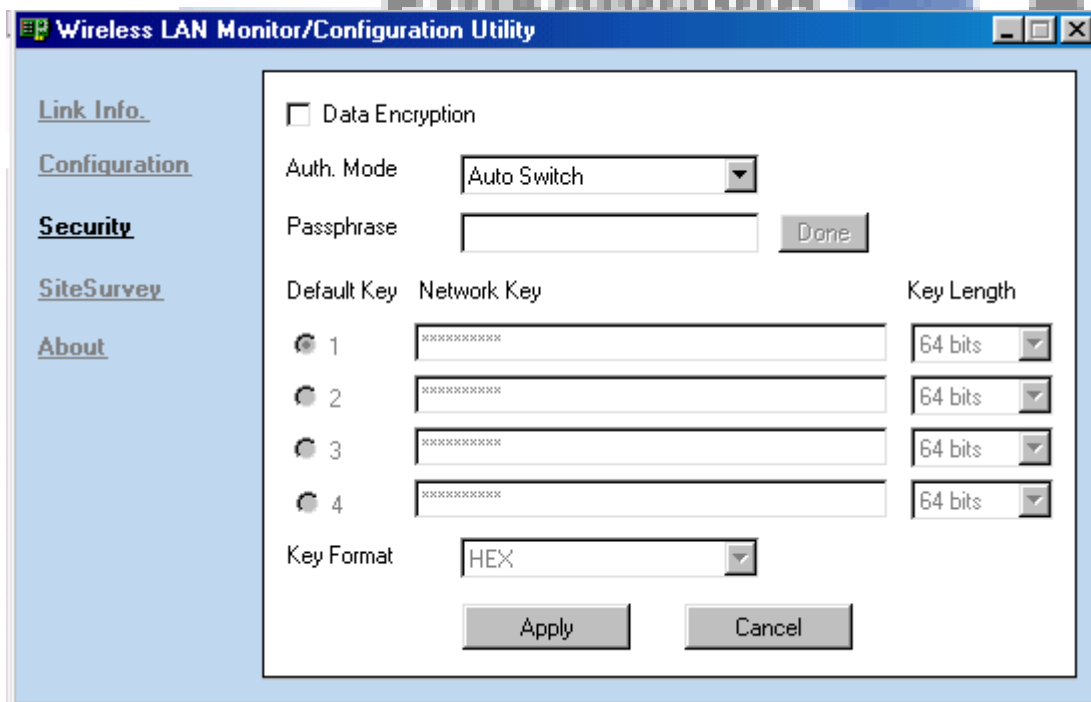 Wireless LAN Monitor/Configuration Utility
Link Info.
Configuration
Security
SiteSurvey
About
Data Encryption
Auth. Mode Auto Switch
Passphrase Done
Default Key Network Key Key Length
1 ********** 64 bits
2 ********** 64 bits
3 ********** 64 bits
4 ********** 64 bits
Key Format HEX
Apply Cancel